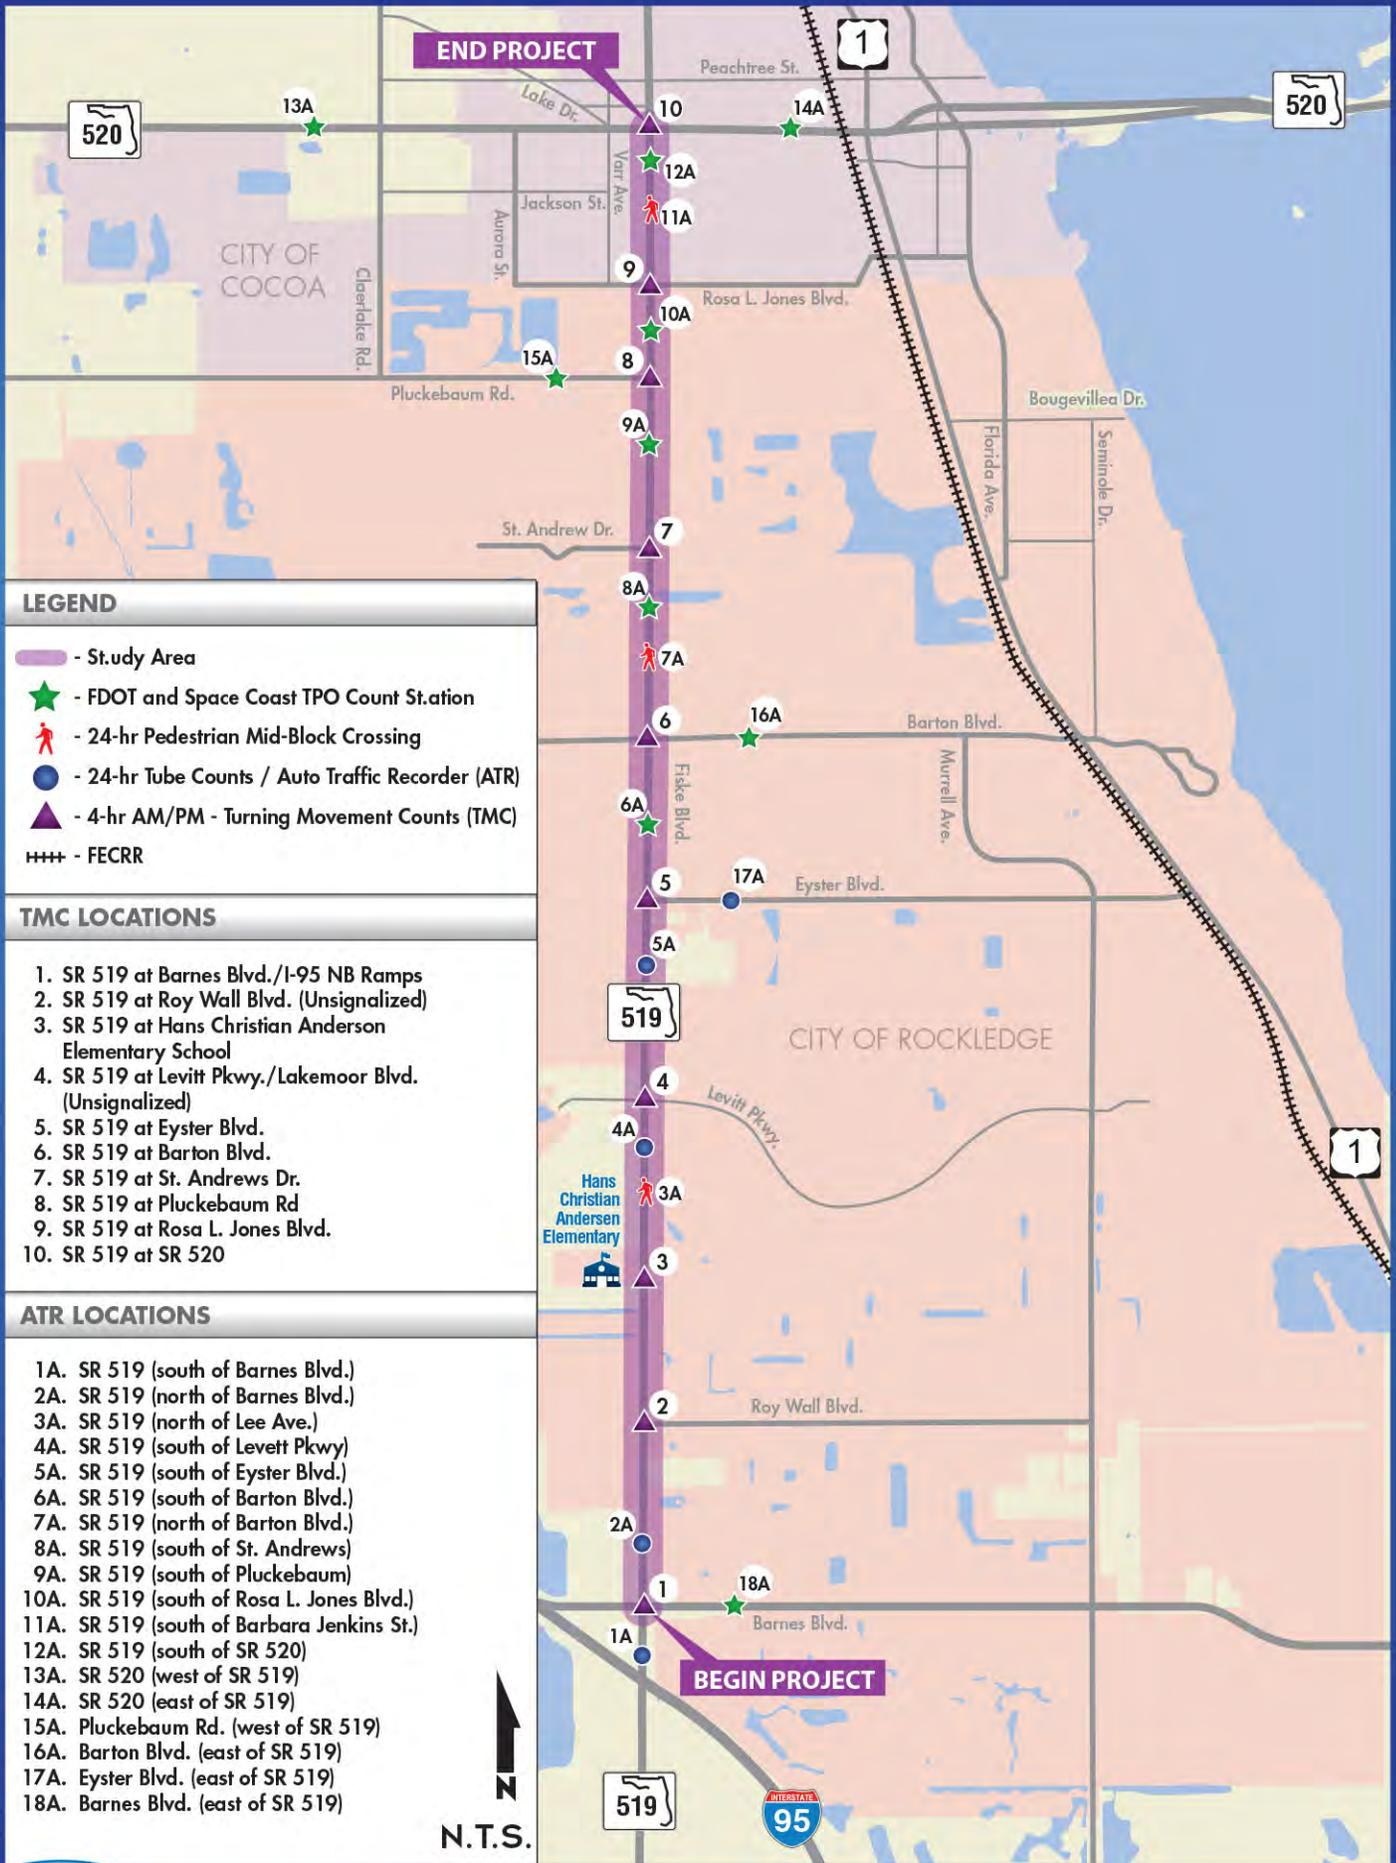 END PROJECT
1
Peachtree St.
Lake Dr.
520
520
13A
10
14A
12A
Varr Ave.
Jackson St.
11A
Aurora St.
CITY OF
COCOA
Claerlake Rd.
9
Rosa L. Jones Blvd.
10A
15A
8
Pluckebaum Rd.
Bougevillea Dr.
9A
Florida Ave.
Seminole Dr.
St. Andrew Dr.
7
8A
7A
6
16A
Barton Blvd.
Fiske Blvd.
Murrell Ave.
6A
5
17A
Eyster Blvd.
5A
519
CITY OF ROCKLEDGE
4
Levitt Pkwy.
4A
1
Hans
Christian
Andersen
Elementary
3A
3
2
Roy Wall Blvd.
2A
1
18A
Barnes Blvd.
1A
BEGIN PROJECT
519
INTERSTATE
95
LEGEND
- St.udy Area
- FDOT and Space Coast TPO Count St.ation
- 24-hr Pedestrian Mid-Block Crossing
- 24-hr Tube Counts / Auto Traffic Recorder (ATR)
- 4-hr AM/PM - Turning Movement Counts (TMC)
- FECRR
TMC LOCATIONS
1. SR 519 at Barnes Blvd./I-95 NB Ramps
2. SR 519 at Roy Wall Blvd. (Unsignalized)
3. SR 519 at Hans Christian Anderson
Elementary School
4. SR 519 at Levitt Pkwy./Lakemoor Blvd.
(Unsignalized)
5. SR 519 at Eyster Blvd.
6. SR 519 at Barton Blvd.
7. SR 519 at St. Andrews Dr.
8. SR 519 at Pluckebaum Rd
9. SR 519 at Rosa L. Jones Blvd.
10. SR 519 at SR 520
ATR LOCATIONS
1A. SR 519 (south of Barnes Blvd.)
2A. SR 519 (north of Barnes Blvd.)
3A. SR 519 (north of Lee Ave.)
4A. SR 519 (south of Levett Pkwy)
5A. SR 519 (south of Eyster Blvd.)
6A. SR 519 (south of Barton Blvd.)
7A. SR 519 (north of Barton Blvd.)
8A. SR 519 (south of St. Andrews)
9A. SR 519 (south of Pluckebaum)
10A. SR 519 (south of Rosa L. Jones Blvd.)
11A. SR 519 (south of Barbara Jenkins St.)
12A. SR 519 (south of SR 520)
13A. SR 520 (west of SR 519)
14A. SR 520 (east of SR 519)
15A. Pluckebaum Rd. (west of SR 519)
16A. Barton Blvd. (east of SR 519)
17A. Eyster Blvd. (east of SR 519)
18A. Barnes Blvd. (east of SR 519)
N
N.T.S.